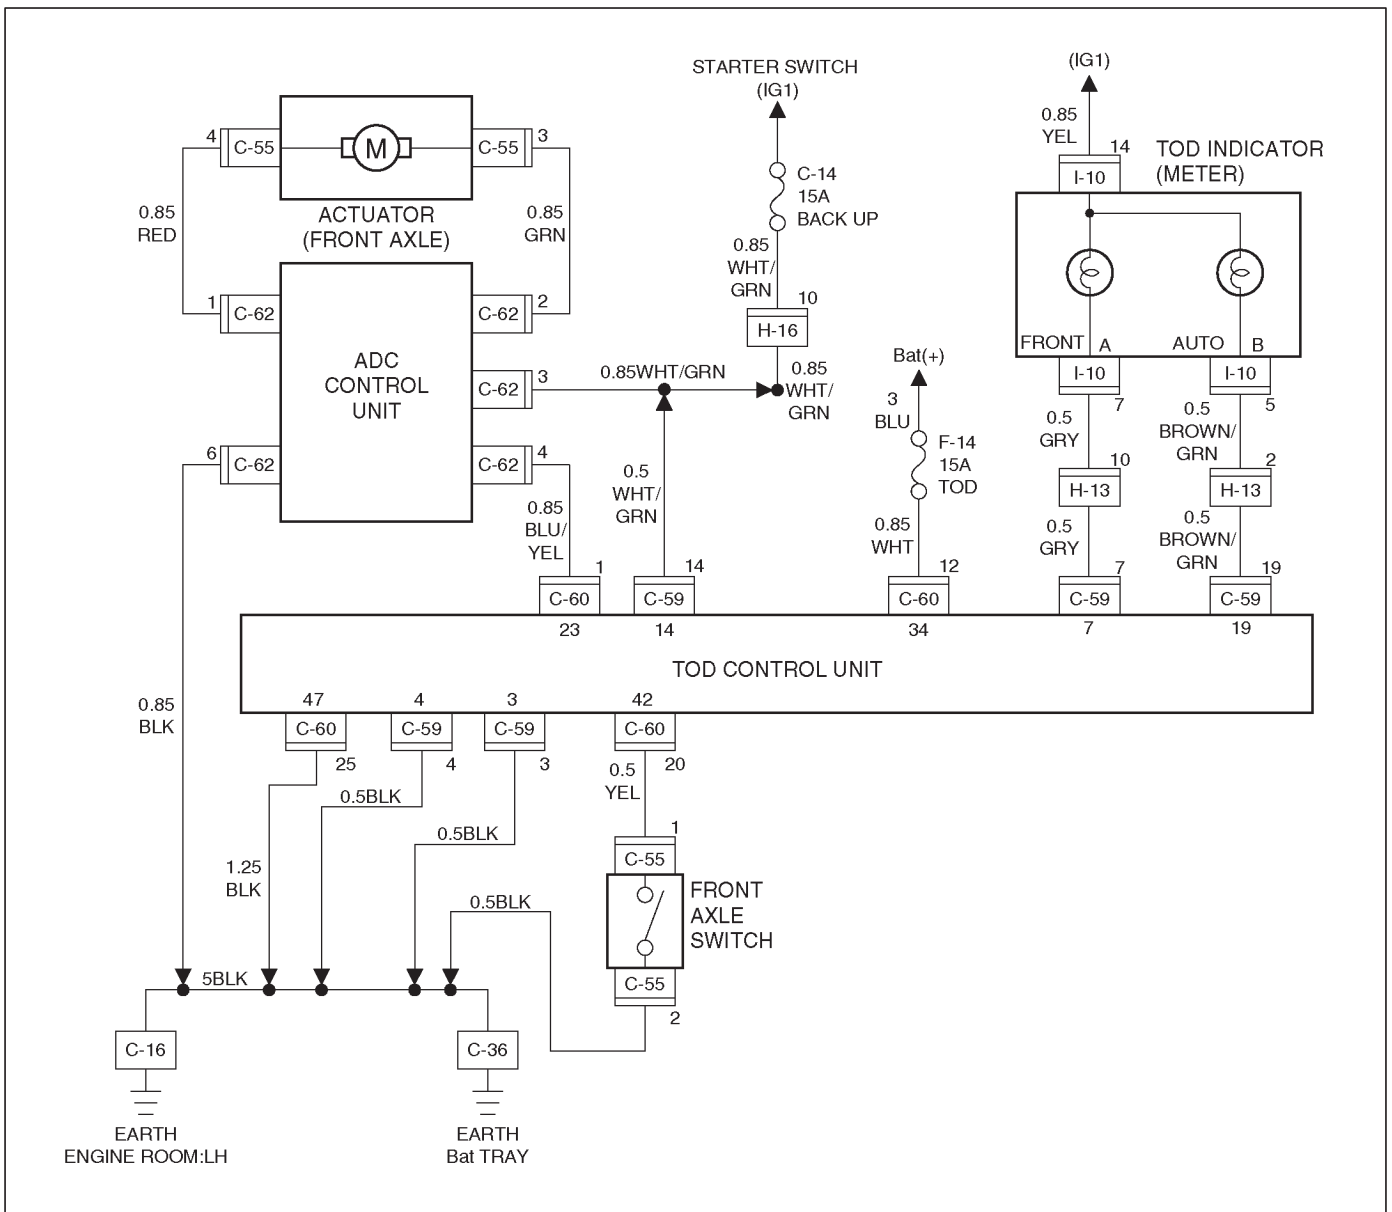 STARTER SWITCH
(IG1)
(IG1)
0.85
YEL
14
I-10
TOD INDICATOR
(METER)
4
C-55
M
C-55
3
C-14
15A
BACK UP
ACTUATOR
(FRONT AXLE)
0.85
RED
0.85
GRN
0.85
WHT/
GRN
10
H-16
1
C-62
C-62
2
ADC
CONTROL
UNIT
C-62
3
0.85WHT/GRN
0.85
WHT/
GRN
FRONT
A
AUTO
B
I-10
7
I-10
5
Bat(+)
3
BLU
F-14
15A
TOD
0.5
GRY
0.5
BROWN/
GRN
6
C-62
C-62
4
10
H-13
2
H-13
0.85
BLU/
YEL
0.5
WHT/
GRN
0.85
WHT
0.5
GRY
0.5
BROWN/
GRN
1
C-60
14
C-59
12
C-60
7
C-59
19
C-59
23
14
34
7
19
TOD CONTROL UNIT
47
4
3
42
C-60
C-59
C-59
C-60
25
4
3
20
0.85
BLK
0.5BLK
0.5BLK
0.5
YEL
1
C-55
1.25
BLK
0.5BLK
FRONT
AXLE
SWITCH
C-55
2
5BLK
C-16
C-36
EARTH
ENGINE ROOM:LH
EARTH
Bat TRAY